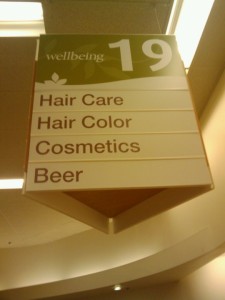 wellbeing 19
Hair Care
Hair Color
Cosmetics
Beer